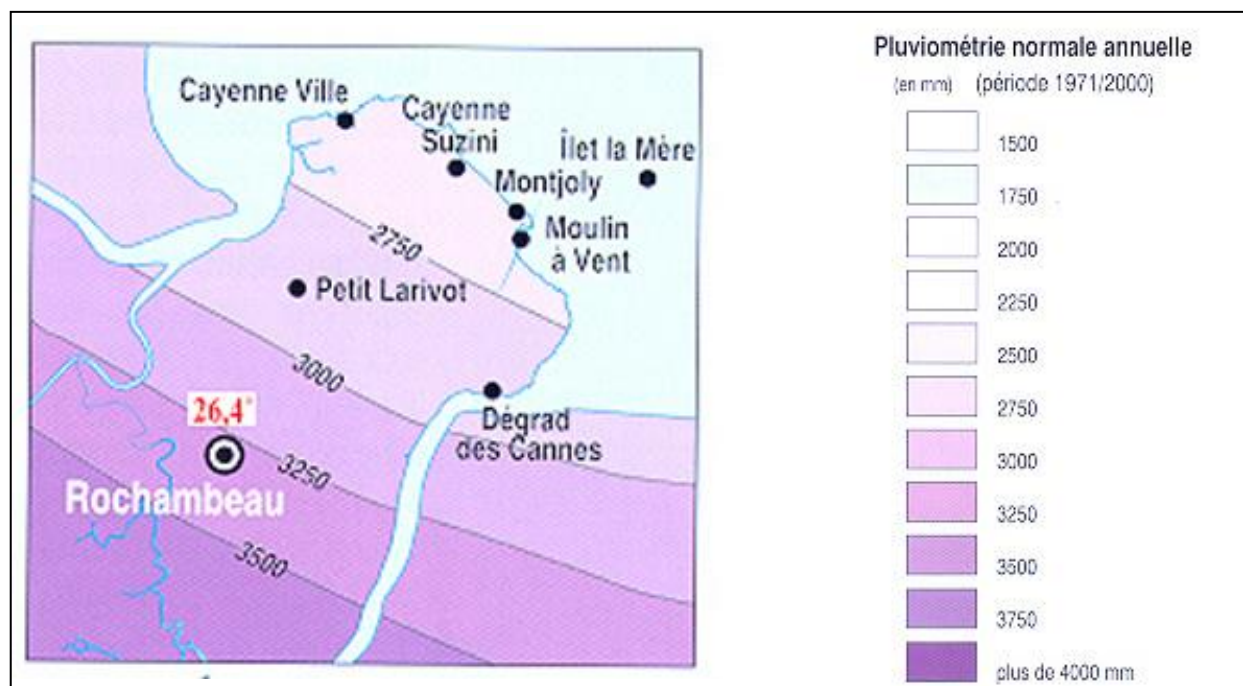 Cayenne Ville
Cayenne
Suzini
Îlet la Mère
Montjoly
Moulin
à Vent
2750
Petit Larivot
3000
Dégrad
des Cannes
26,4°
Rochambeau
3250
3500
Pluviométrie normale annuelle
(en mm) (période 1971/2000)
1500
1750
2000
2250
2500
2750
3000
3250
3500
3750
plus de 4000 mm